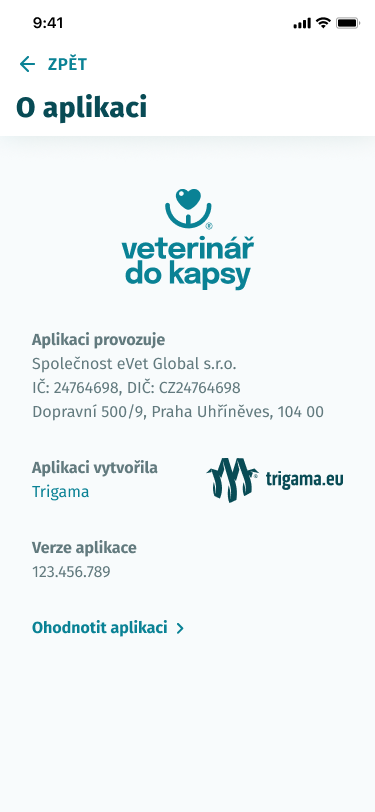 9:41
ZPĚT
O aplikaci
veterinář
do kapsy
®
Aplikaci provozuje
Společnost eVet Global s.r.o.
IČ: 24764698, DIČ: CZ24764698
Dopravní 500/9, Praha Uhříněves, 104 00
Aplikaci vytvořila
Trigama
trigama.eu
Verze aplikace
123.456.789
Ohodnotit aplikaci